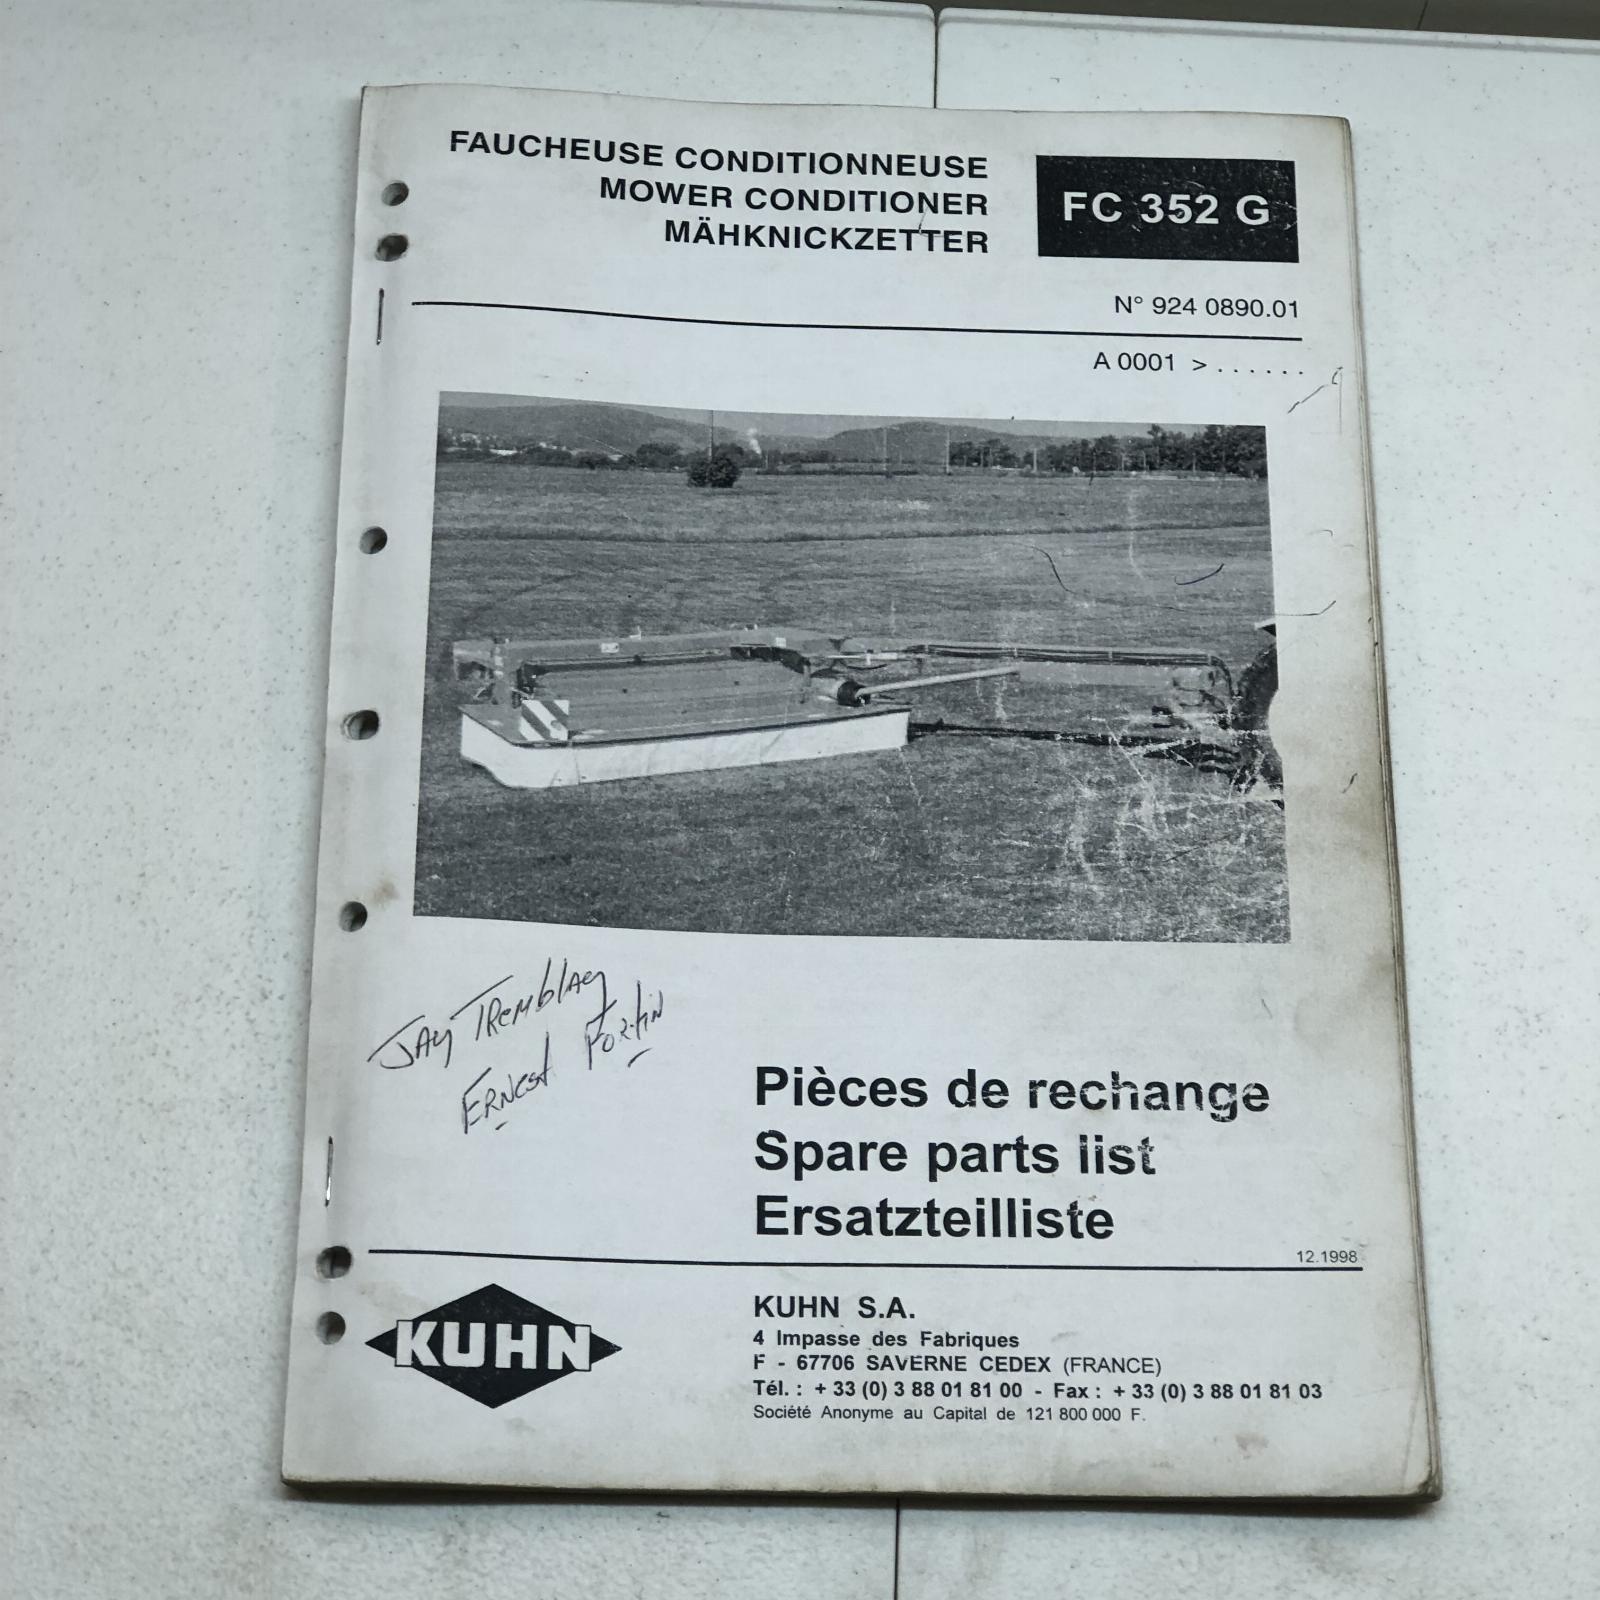 FAUCHEUSE CONDITIONNEUSE
MOWER CONDITIONER
MÄHKNICKZETTER
FC 352 G
N° 924 0890.01
A 0001 > . . . . . .
JAY TRemblAy
ERNest FortiN
Pièces de rechange
Spare parts list
Ersatzteilliste
12.1998
KUHN
KUHN S.A.
4 Impasse des Fabriques
F - 67706 SAVERNE CEDEX (FRANCE)
Tél. : + 33 (0) 3 88 01 81 00 - Fax : + 33 (0) 3 88 01 81 03
Société Anonyme au Capital de 121 800 000 F.